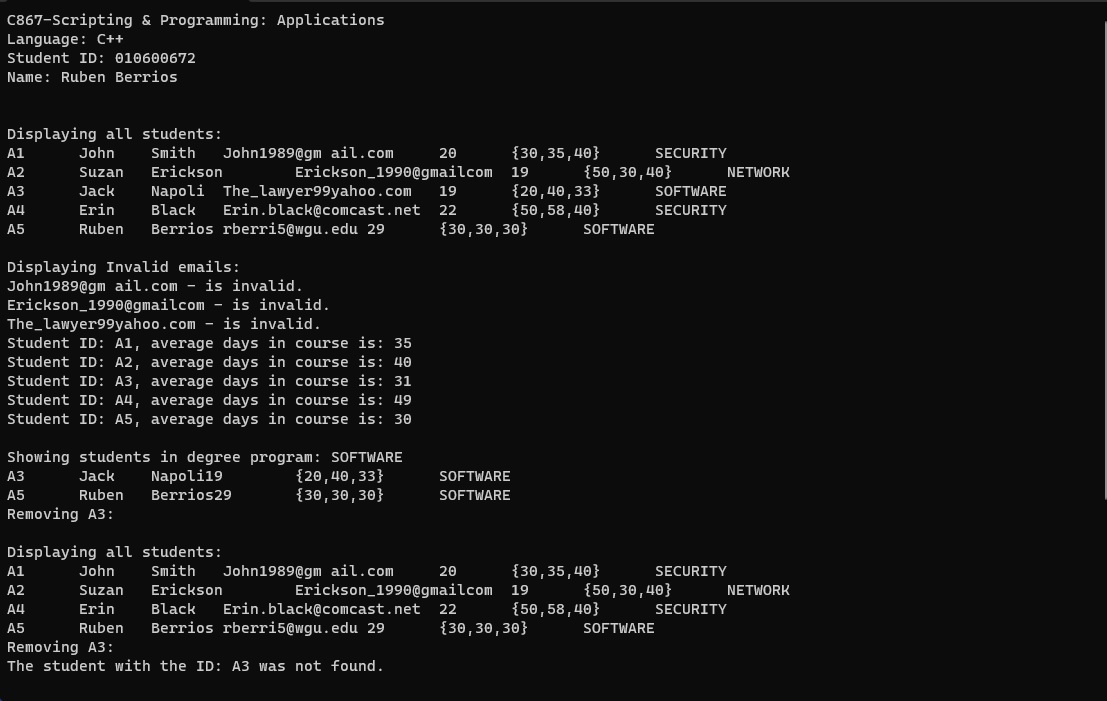 C867-Scripting & Programming: Applications
Language: C++
Student ID: 010600672
Name: Ruben Berrios
Displaying all students:
A1 John Smith John1989@gm ail.com 20 {30,35,40} SECURITY
A2 Suzan Erickson Erickson_1990@gmailcom 19 {50,30,40} NETWORK
A3 Jack Napoli The_lawyer99yahoo.com 19 {20,40,33} SOFTWARE
A4 Erin Black Erin.black@comcast.net 22 {50,58,40} SECURITY
A5 Ruben Berrios rberri5@wgu.edu 29 {30,30,30} SOFTWARE
Displaying Invalid emails:
John1989@gm ail.com - is invalid.
Erickson_1990@gmailcom - is invalid.
The_lawyer99yahoo.com - is invalid.
Student ID: A1, average days in course is: 35
Student ID: A2, average days in course is: 40
Student ID: A3, average days in course is: 31
Student ID: A4, average days in course is: 49
Student ID: A5, average days in course is: 30
Showing students in degree program: SOFTWARE
A3 Jack Napoli19 {20,40,33} SOFTWARE
A5 Ruben Berrios29 {30,30,30} SOFTWARE
Removing A3:
Displaying all students:
A1 John Smith John1989@gm ail.com 20 {30,35,40} SECURITY
A2 Suzan Erickson Erickson_1990@gmailcom 19 {50,30,40} NETWORK
A4 Erin Black Erin.black@comcast.net 22 {50,58,40} SECURITY
A5 Ruben Berrios rberri5@wgu.edu 29 {30,30,30} SOFTWARE
Removing A3:
The student with the ID: A3 was not found.